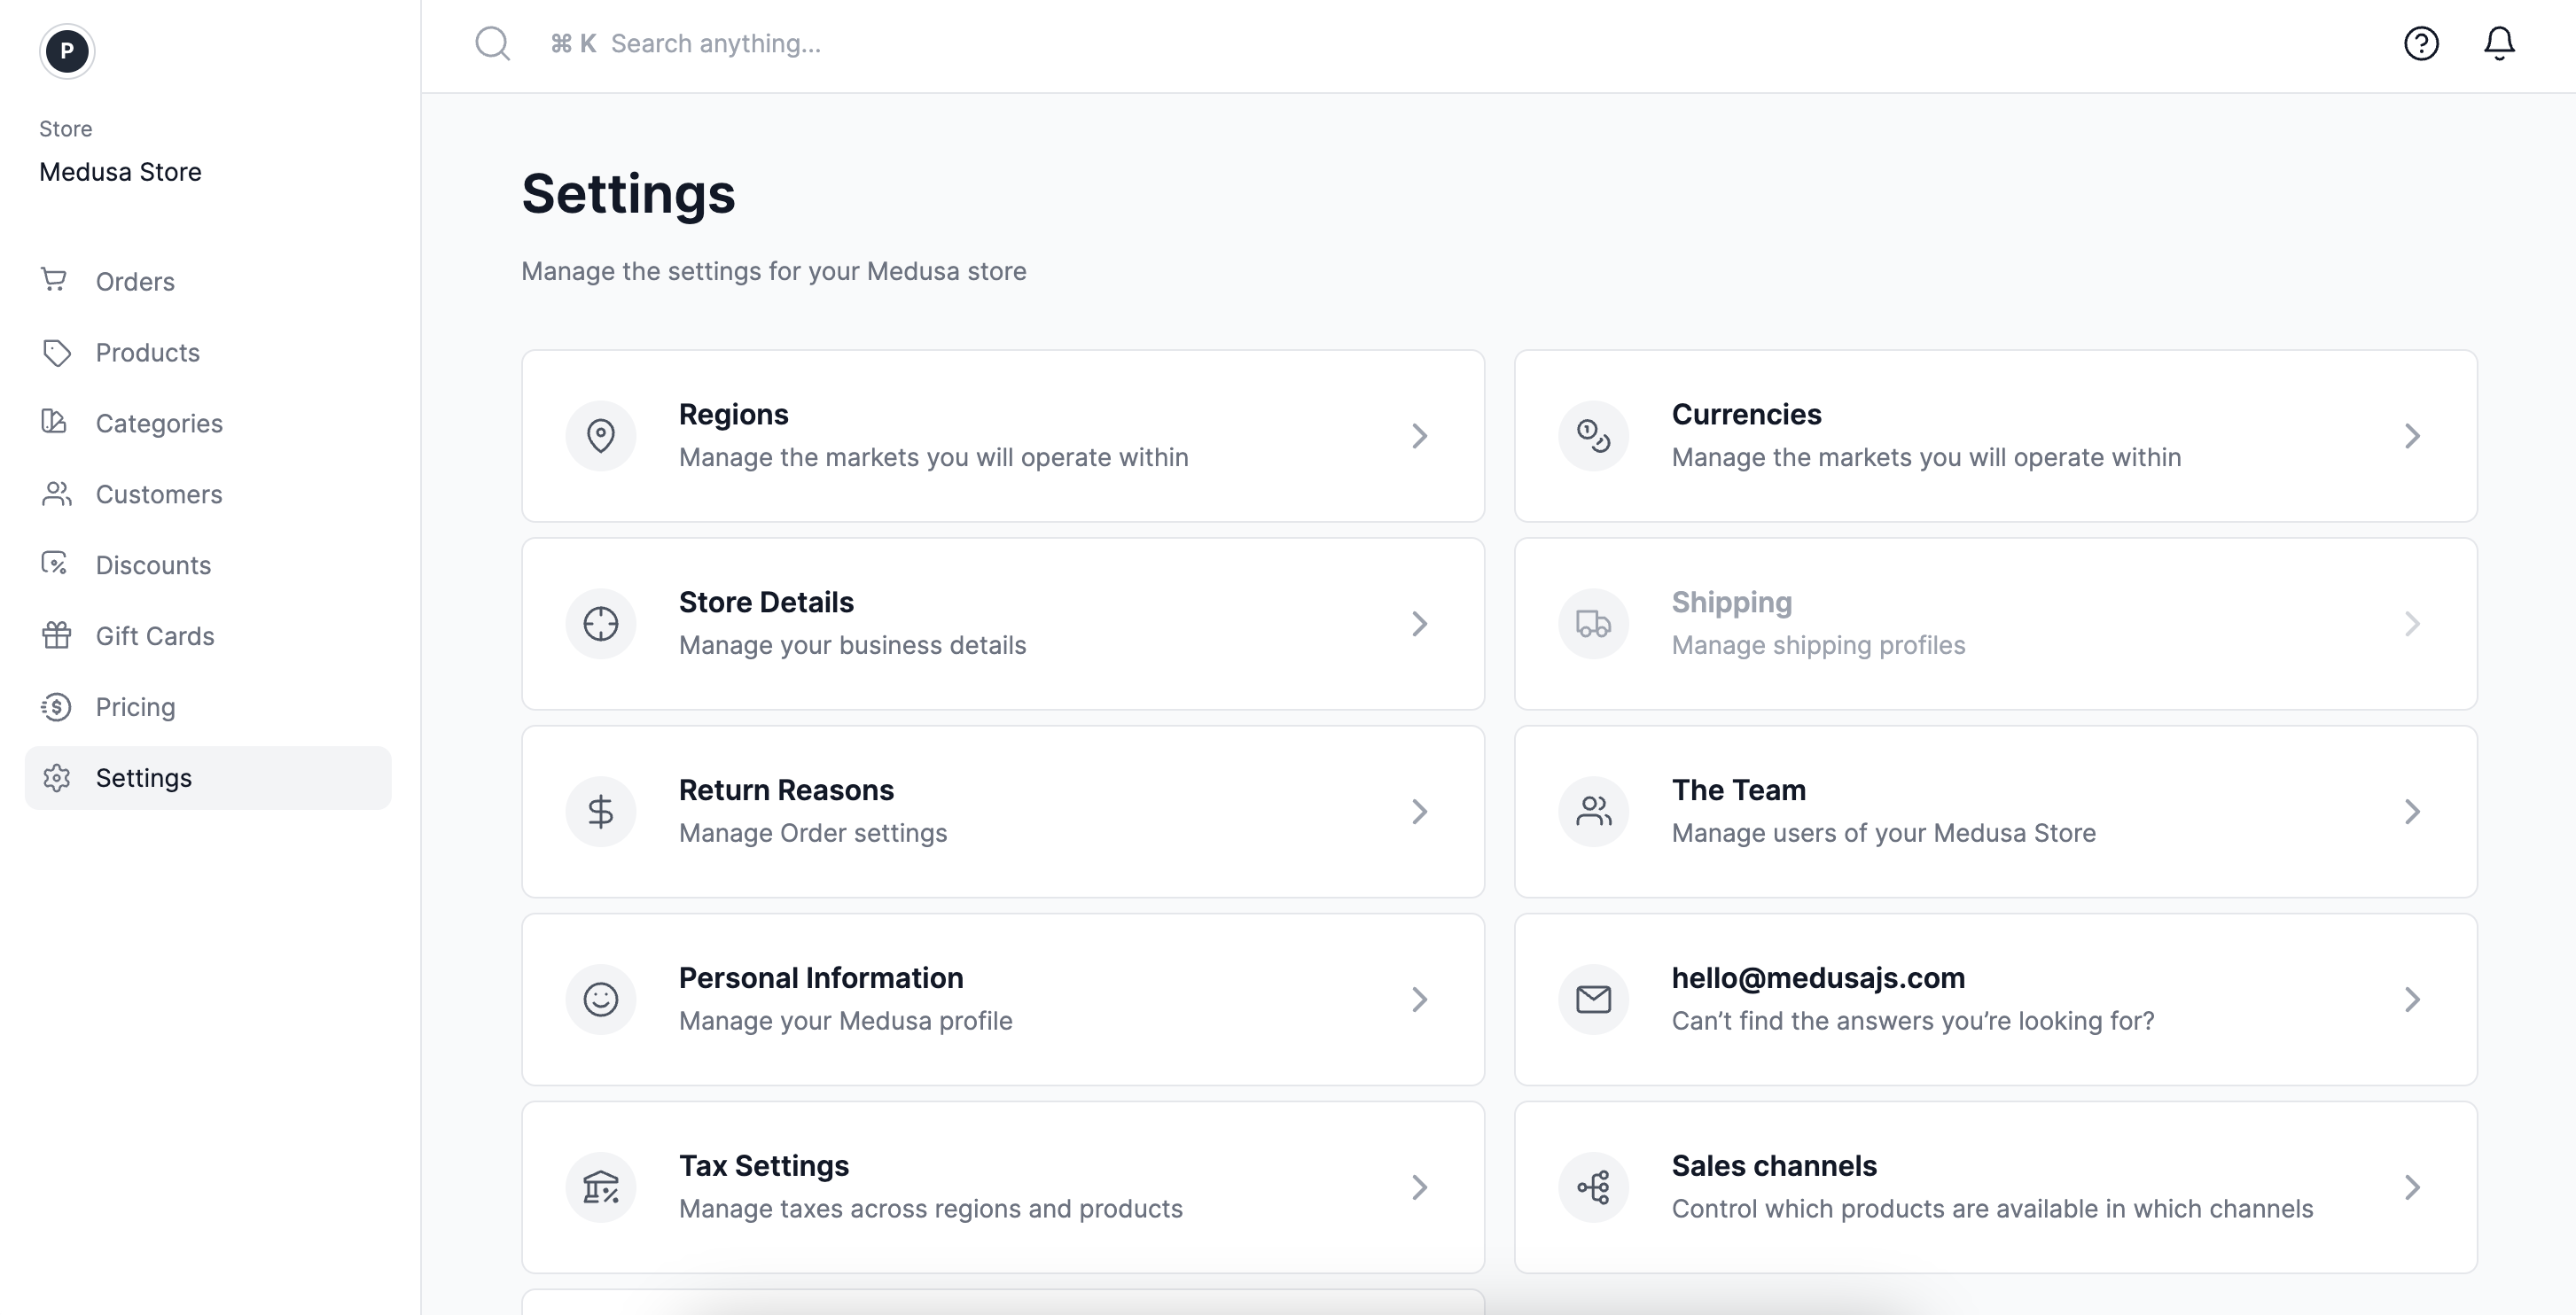 P
Store
Medusa Store
Orders
Products
Categories
Customers
Discounts
Gift Cards
Pricing
Settings
⌘ K Search anything...
Settings
Manage the settings for your Medusa store
Regions
Manage the markets you will operate within
Currencies
Manage the markets you will operate within
Store Details
Manage your business details
Shipping
Manage shipping profiles
Return Reasons
Manage Order settings
The Team
Manage users of your Medusa Store
Personal Information
Manage your Medusa profile
hello@medusajs.com
Can’t find the answers you’re looking for?
Tax Settings
Manage taxes across regions and products
Sales channels
Control which products are available in which channels